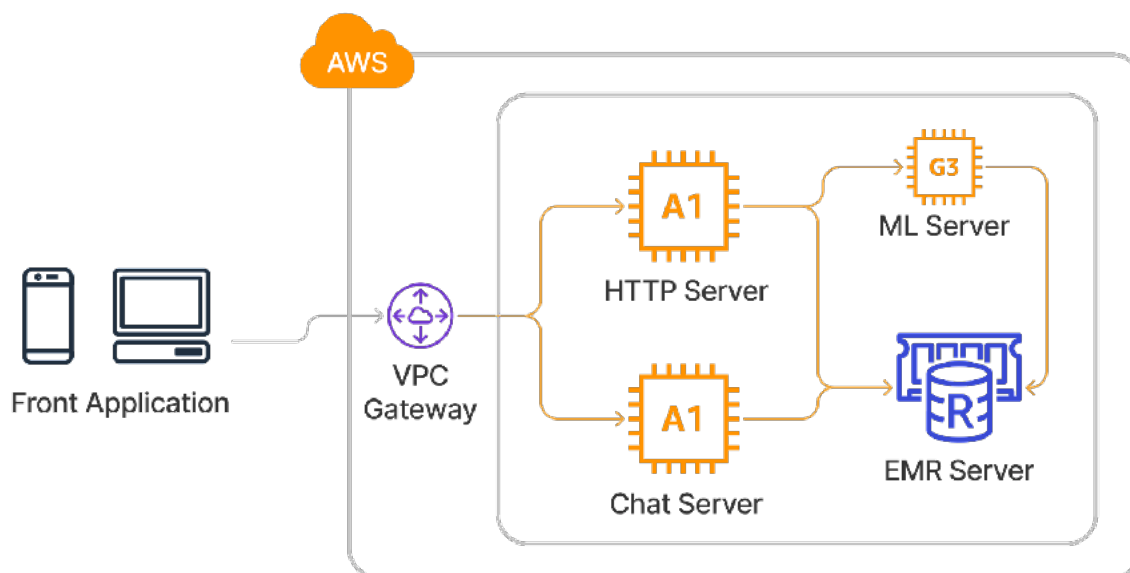 AWS
A1
HTTP Server
G3
ML Server
Front Application
VPC
Gateway
A1
Chat Server
R
EMR Server